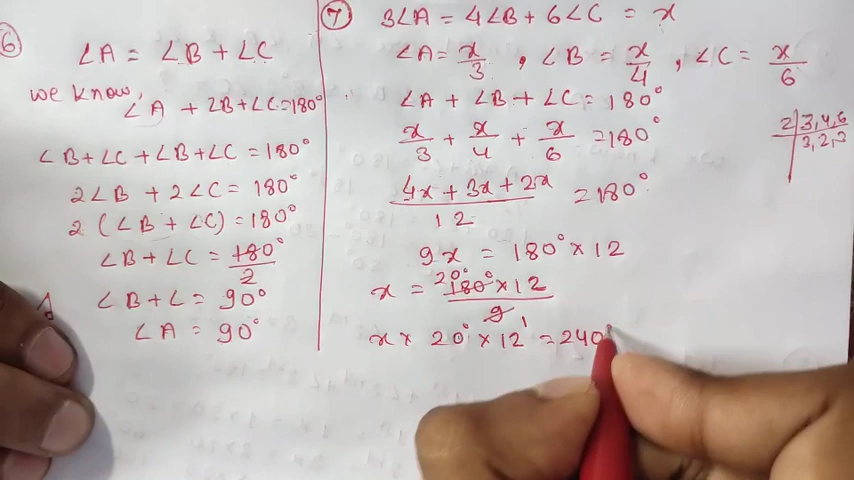 6
∠A = ∠B + ∠C
we know,
∠A + ∠B + ∠C = 180°
∠B + ∠C + ∠B + ∠C = 180°
2∠B + 2∠C = 180°
2 (∠B + ∠C) = 180°
∠B + ∠C = 180°/2
∠B + ∠ = 90°
∠A = 90°
7 3∠A = 4∠B + 6∠C = x
∠A = x/3 , ∠B = x/4 , ∠C = x/6
∠A + ∠B + ∠C = 180°
x/3 + x/4 + x/6 = 180°
(4x + 3x + 2x)/12 = 180°
9x = 180° × 12
20°
x = 180° × 12 / 9
1
x × 20° × 12 = 240°
2 | 3, 4, 6
3, 2, 3